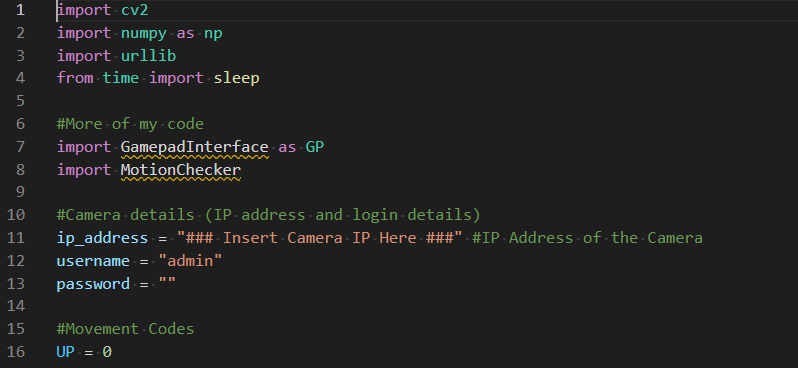 1 import cv2
2 import numpy as np
3 import urllib
4 from time import sleep
5
6 #More of my code
7 import GamepadInterface as GP
8 import MotionChecker
9
10 #Camera details (IP address and login details)
11 ip_address = "### Insert Camera IP Here ###" #IP Address of the Camera
12 username = "admin"
13 password = ""
14
15 #Movement Codes
16 UP = 0